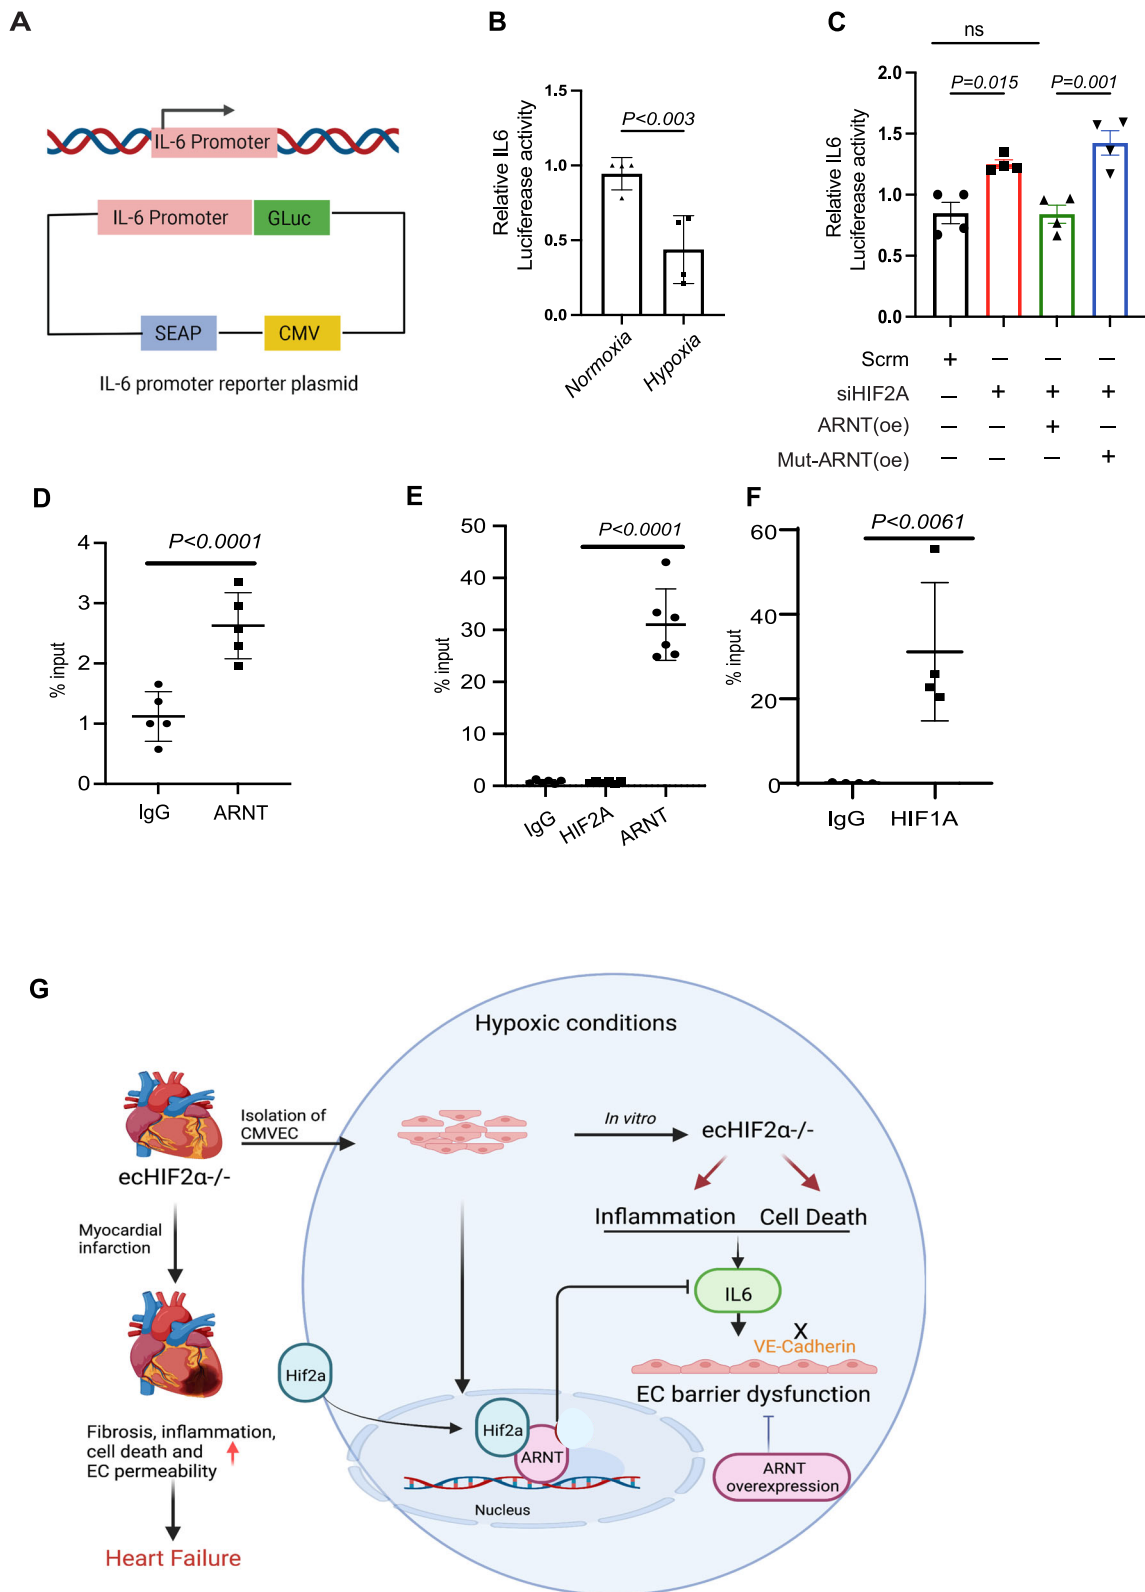 A
IL-6 Promoter
IL-6 Promoter
GLuc
SEAP
CMV
IL-6 promoter reporter plasmid
B
Relative IL6
Luciferease activity
1.5
1.0
0.5
0.0
P<0.003
Normoxia
Hypoxia
C
ns
P=0.015
P=0.001
Relative IL6
Luciferease activity
2.0
1.5
1.0
0.5
0.0
Scrm + — — —
siHIF2A — + + +
ARNT(oe) — — + —
Mut-ARNT(oe) — — — +
D
P<0.0001
% input
4
3
2
1
0
IgG
ARNT
E
P<0.0001
% input
50
40
30
20
10
0
IgG
HIF2A
ARNT
F
P<0.0061
% input
60
40
20
0
IgG
HIF1A
G
Hypoxic conditions
ecHIF2α-/-
Isolation of
CMVEC
In vitro
ecHIF2α-/-
Myocardial
infarction
Inflammation
Cell Death
IL6
X
VE-Cadherin
EC barrier dysfunction
ARNT
overexpression
Hif2a
Hif2a
ARNT
Nucleus
Fibrosis, inflammation,
cell death and
EC permeability
Heart Failure